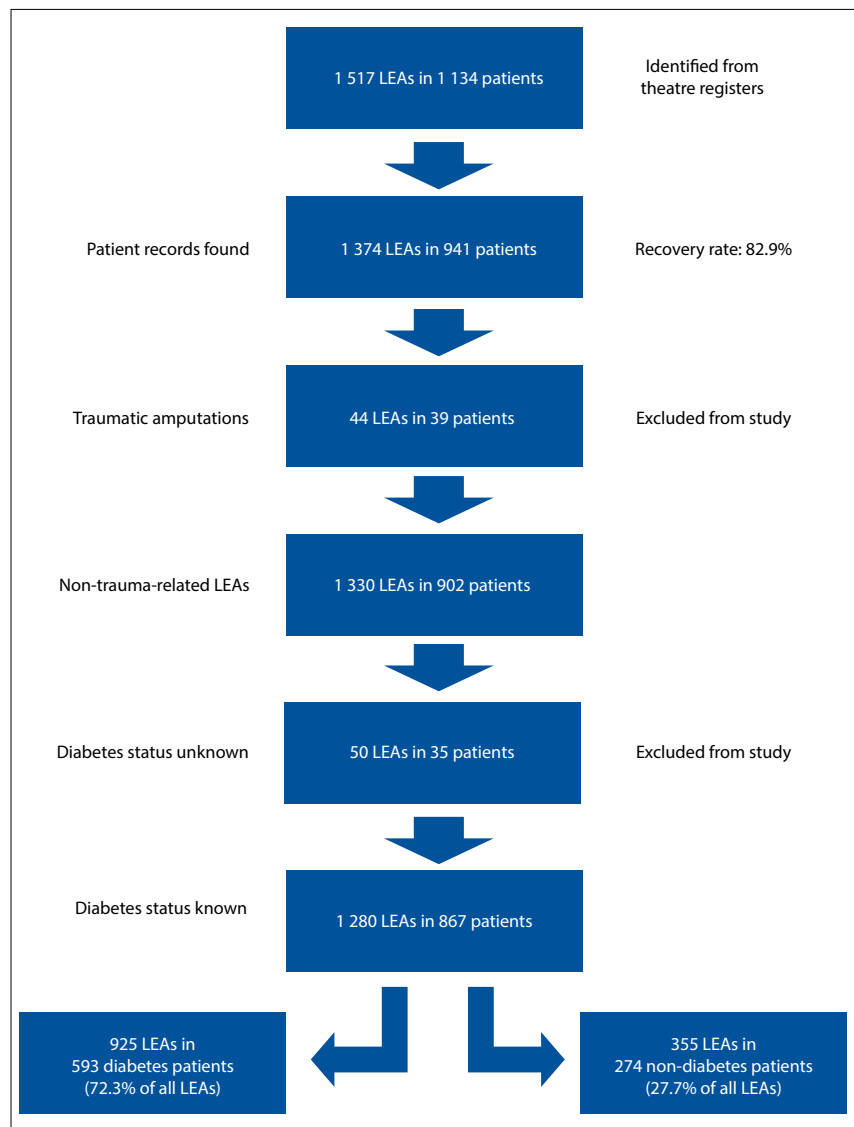 1 517 LEAs in 1 134 patients
Identified from
theatre registers
Patient records found
1 374 LEAs in 941 patients
Recovery rate: 82.9%
Traumatic amputations
44 LEAs in 39 patients
Excluded from study
Non-trauma-related LEAs
1 330 LEAs in 902 patients
Diabetes status unknown
50 LEAs in 35 patients
Excluded from study
Diabetes status known
1 280 LEAs in 867 patients
925 LEAs in
593 diabetes patients
(72.3% of all LEAs)
355 LEAs in
274 non-diabetes patients
(27.7% of all LEAs)